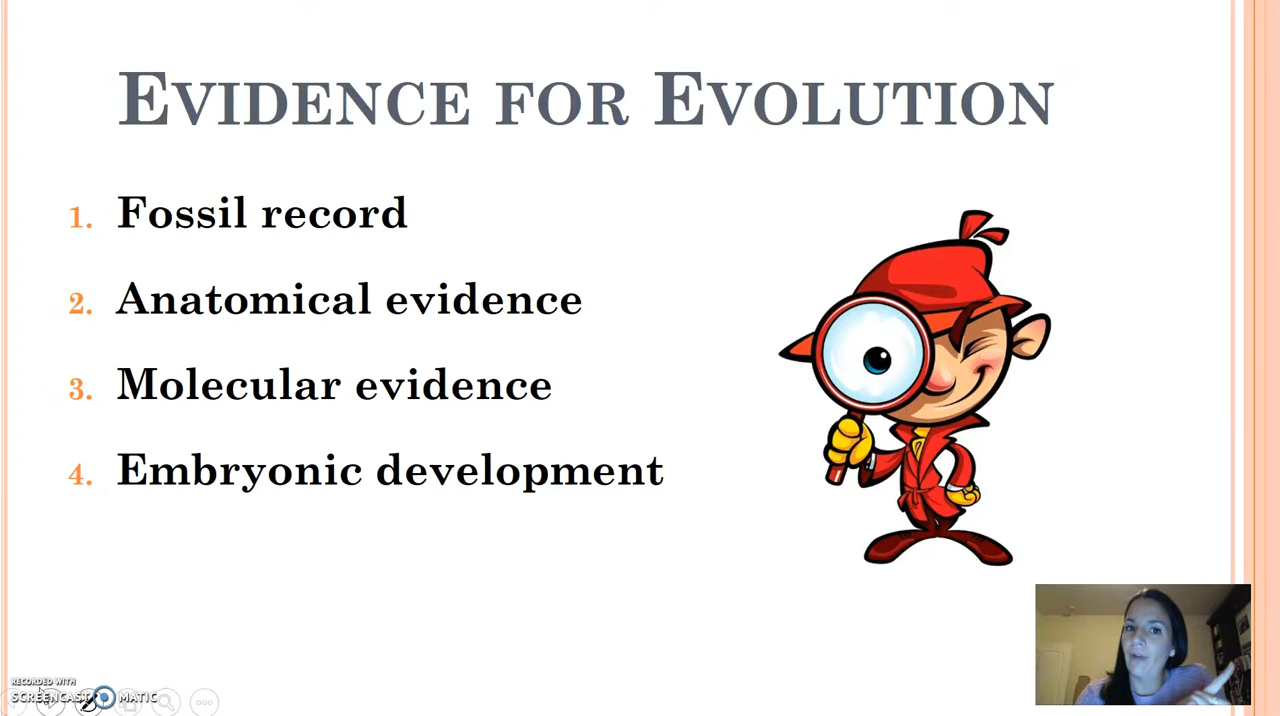 EVIDENCE FOR EVOLUTION
1. Fossil record
2. Anatomical evidence
3. Molecular evidence
4. Embryonic development
RECORDED WITH
SCREENCAST MATIC